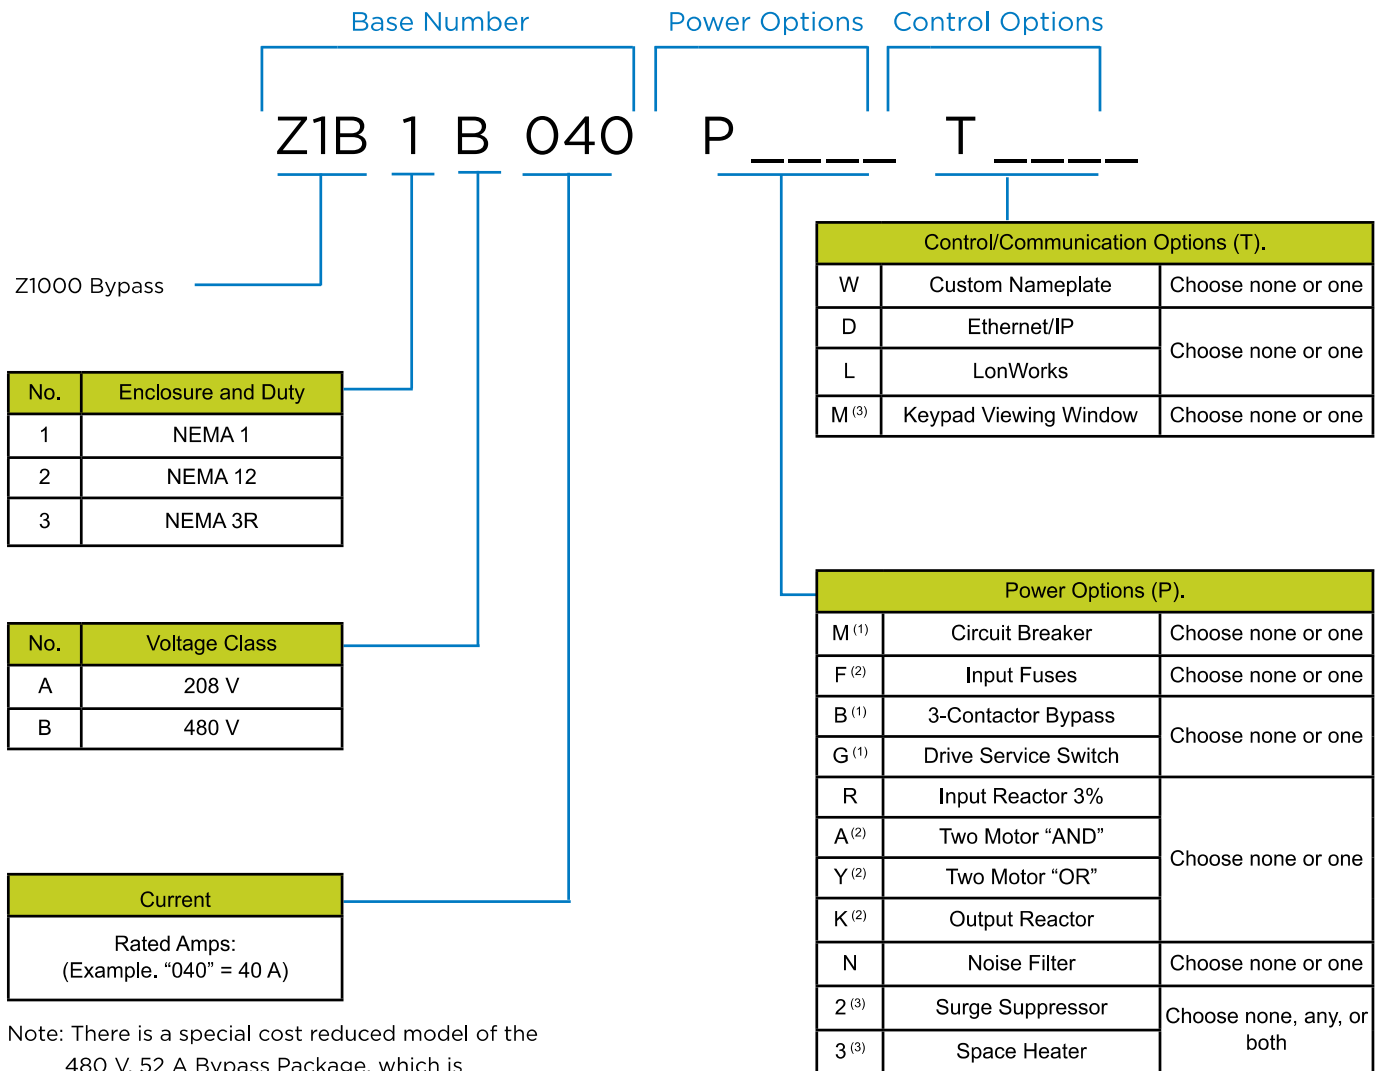 Base Number Power Options Control Options
Z1B 1 B 040 P _ _ _ _ T _ _ _ _
Z1000 Bypass
No. Enclosure and Duty
1 NEMA 1
2 NEMA 12
3 NEMA 3R
No. Voltage Class
A 208 V
B 480 V
Current
Rated Amps:
(Example. “040” = 40 A)
Note: There is a special cost reduced model of the
480 V, 52 A Bypass Package, which is
Control/Communication Options (T).
W Custom Nameplate Choose none or one
D Ethernet/IP
Choose none or one
L LonWorks
M (3) Keypad Viewing Window Choose none or one
Power Options (P).
M (1) Circuit Breaker Choose none or one
F (2) Input Fuses Choose none or one
B (1) 3-Contactor Bypass
Choose none or one
G (1) Drive Service Switch
R Input Reactor 3%
A (2) Two Motor “AND”
Choose none or one
Y (2) Two Motor “OR”
K (2) Output Reactor
N Noise Filter Choose none or one
2 (3) Surge Suppressor
Choose none, any, or
both
3 (3) Space Heater